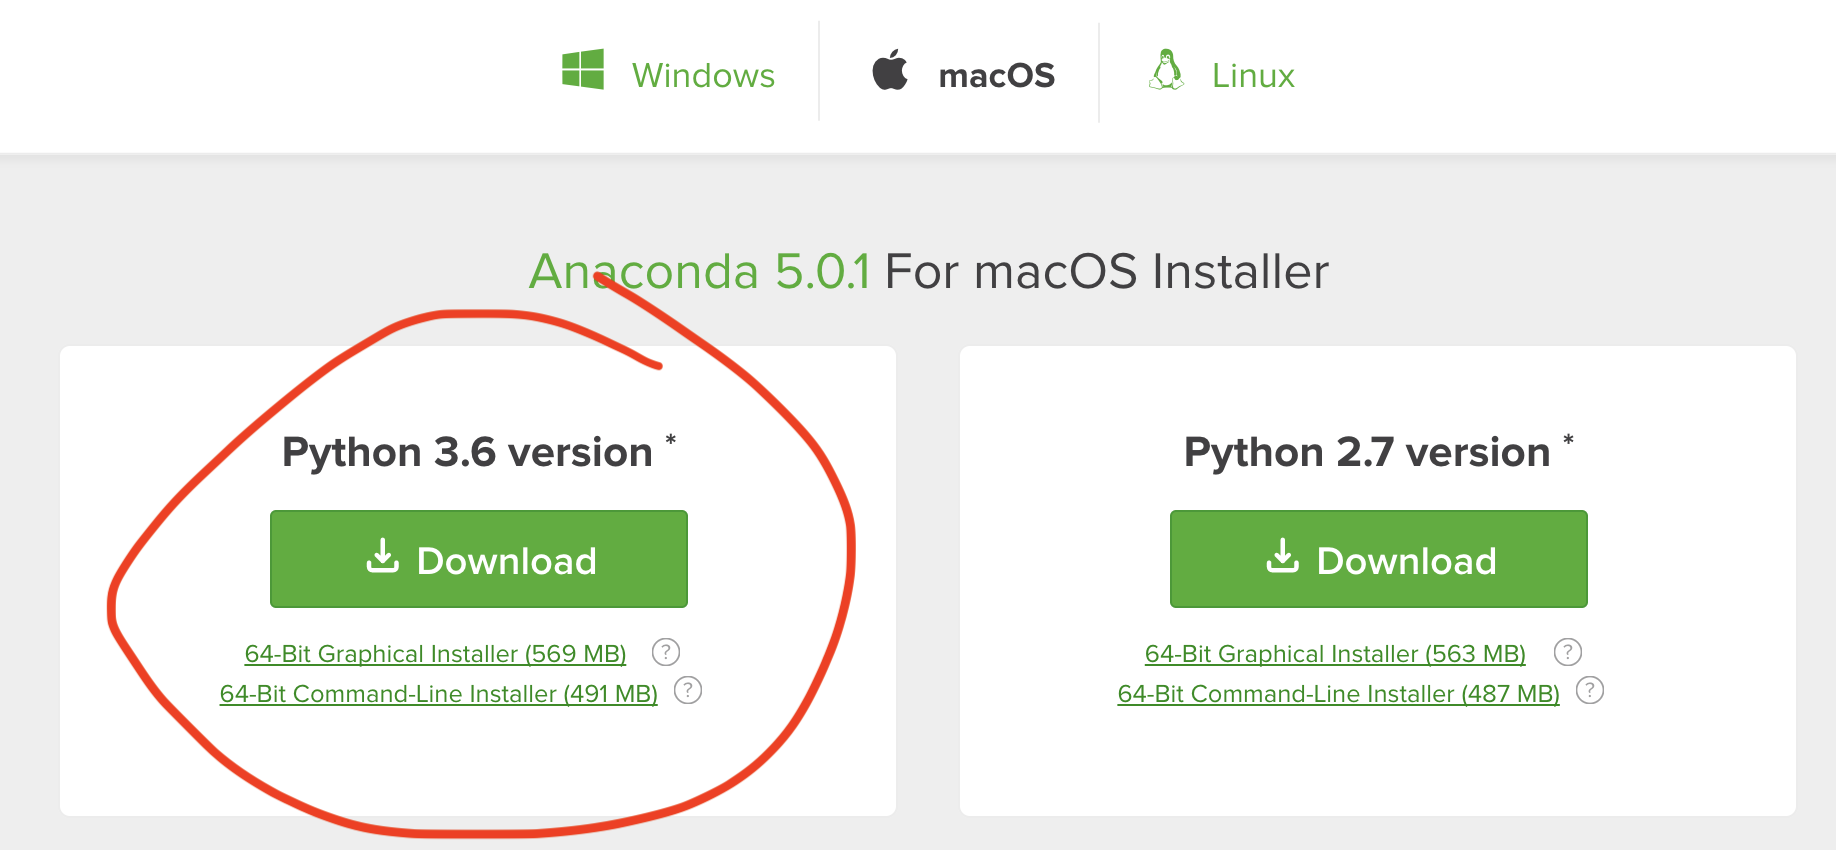 Windows
macOS
Linux
Anaconda 5.0.1 For macOS Installer
Python 3.6 version *
Download
64-Bit Graphical Installer (569 MB) ?
64-Bit Command-Line Installer (491 MB) ?
Python 2.7 version *
Download
64-Bit Graphical Installer (563 MB) ?
64-Bit Command-Line Installer (487 MB) ?